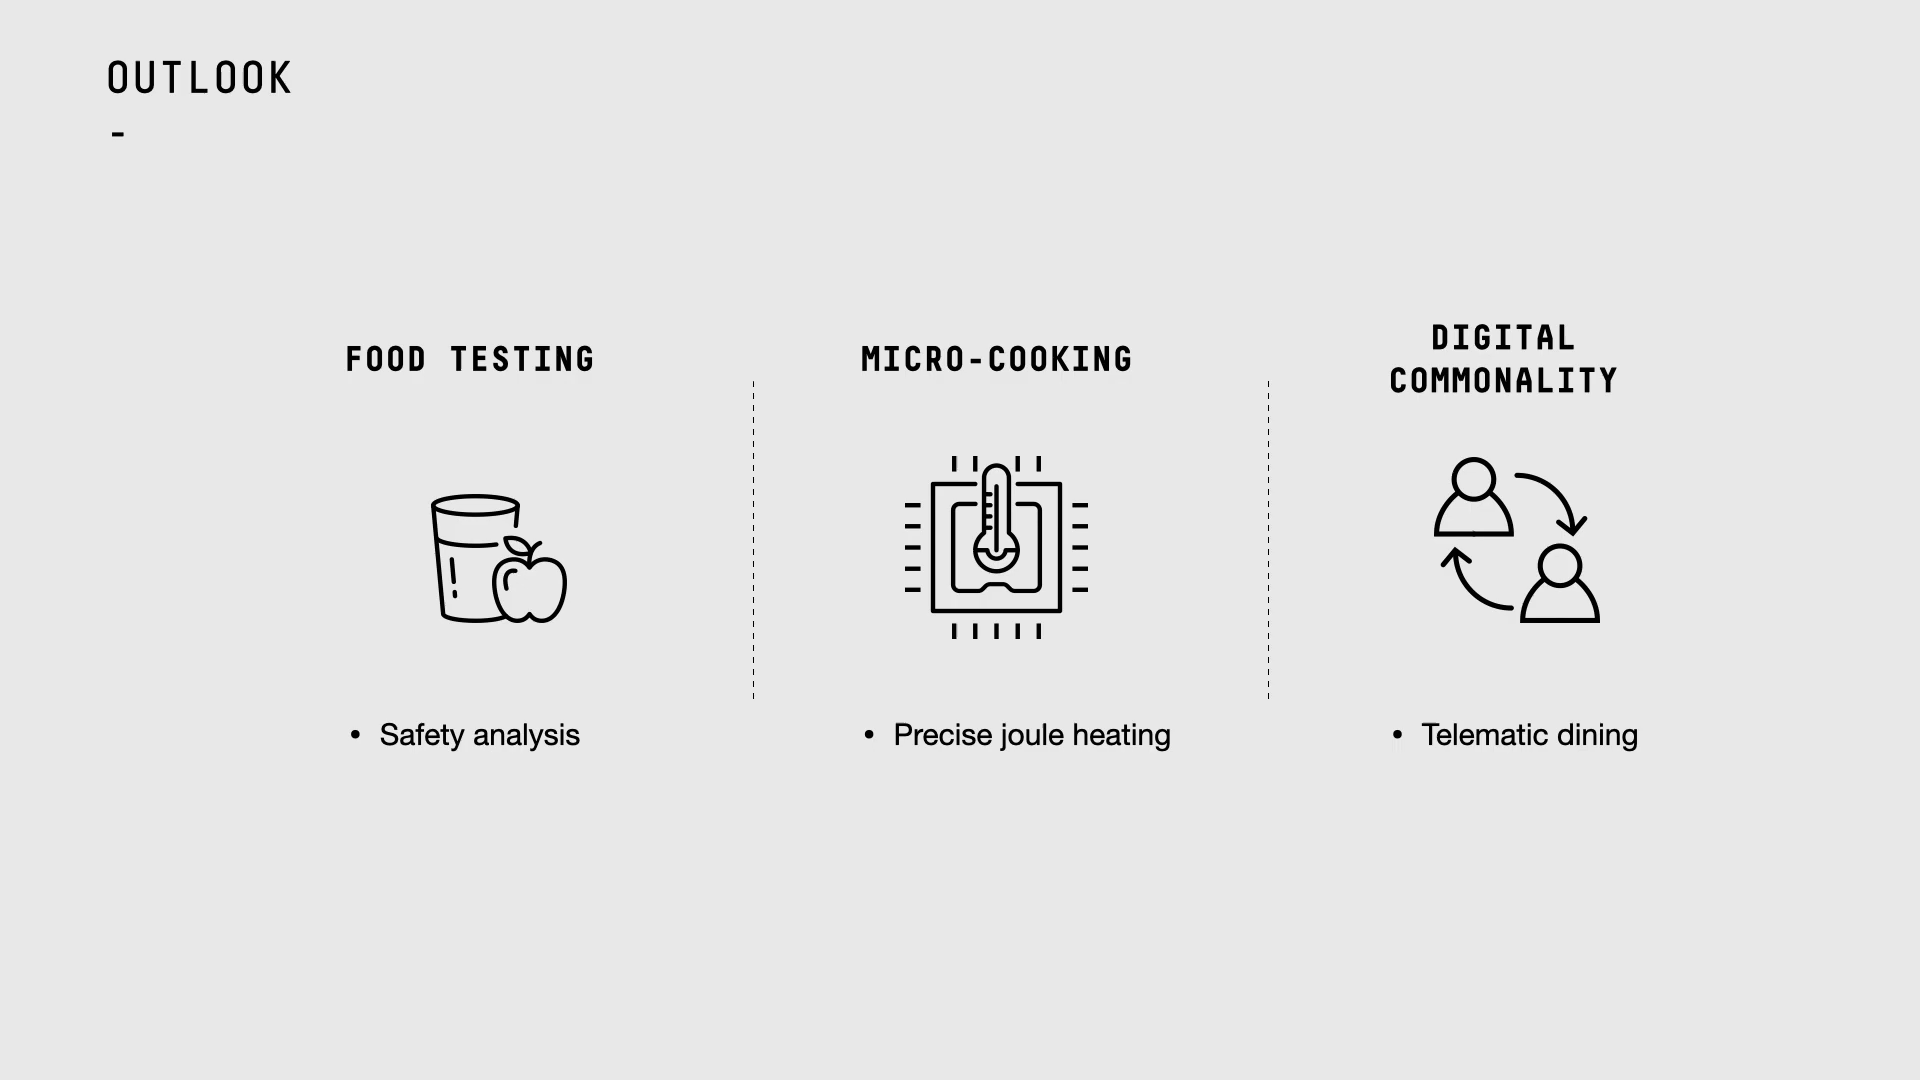 OUTLOOK
-
FOOD TESTING
MICRO-COOKING
DIGITAL
COMMONALITY
• Safety analysis
• Precise joule heating
• Telematic dining